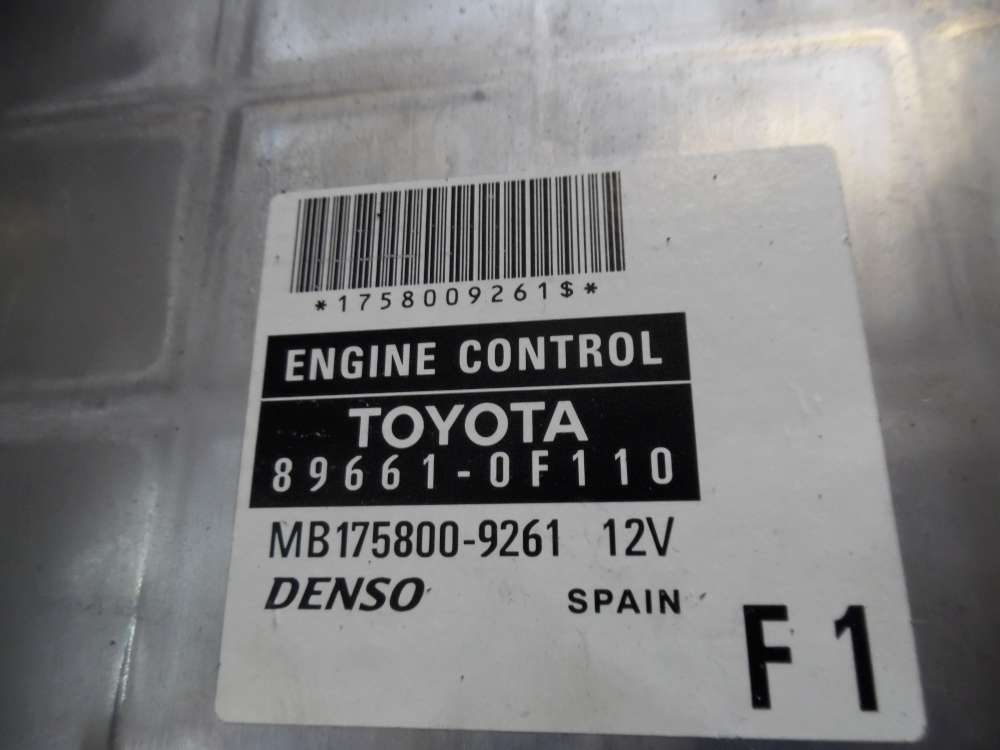 *1758009261$*
ENGINE CONTROL
TOYOTA
89661-0F110
MB175800-9261 12V
DENSO SPAIN
F1